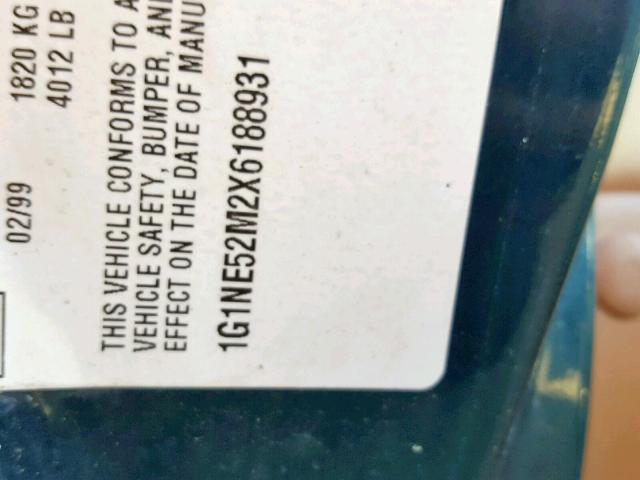 02/99
1820 KG
4012 LB
THIS VEHICLE CONFORMS TO A
VEHICLE SAFETY, BUMPER, AN
EFFECT ON THE DATE OF MANU
1G1NE52M2X6188931